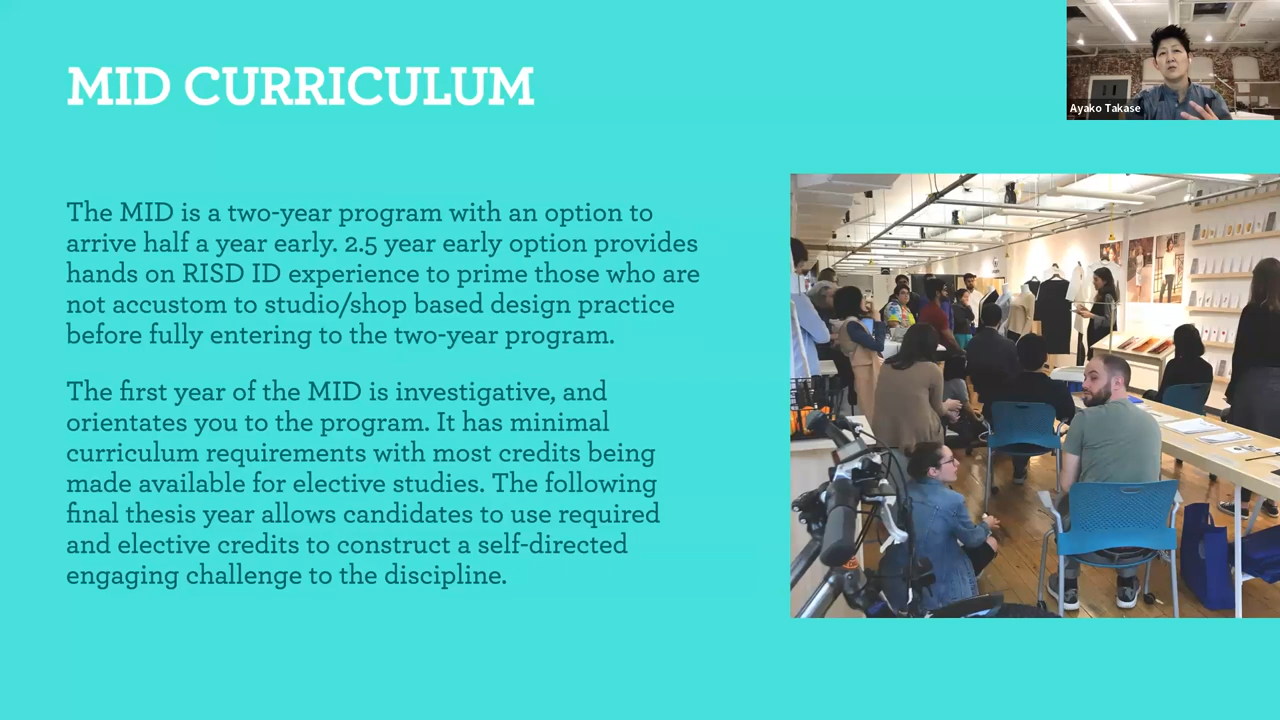 MID CURRICULUM
Ayako Takase
The MID is a two-year program with an option to
arrive half a year early. 2.5 year early option provides
hands on RISD ID experience to prime those who are
not accustom to studio/shop based design practice
before fully entering to the two-year program.
The first year of the MID is investigative, and
orientates you to the program. It has minimal
curriculum requirements with most credits being
made available for elective studies. The following
final thesis year allows candidates to use required
and elective credits to construct a self-directed
engaging challenge to the discipline.